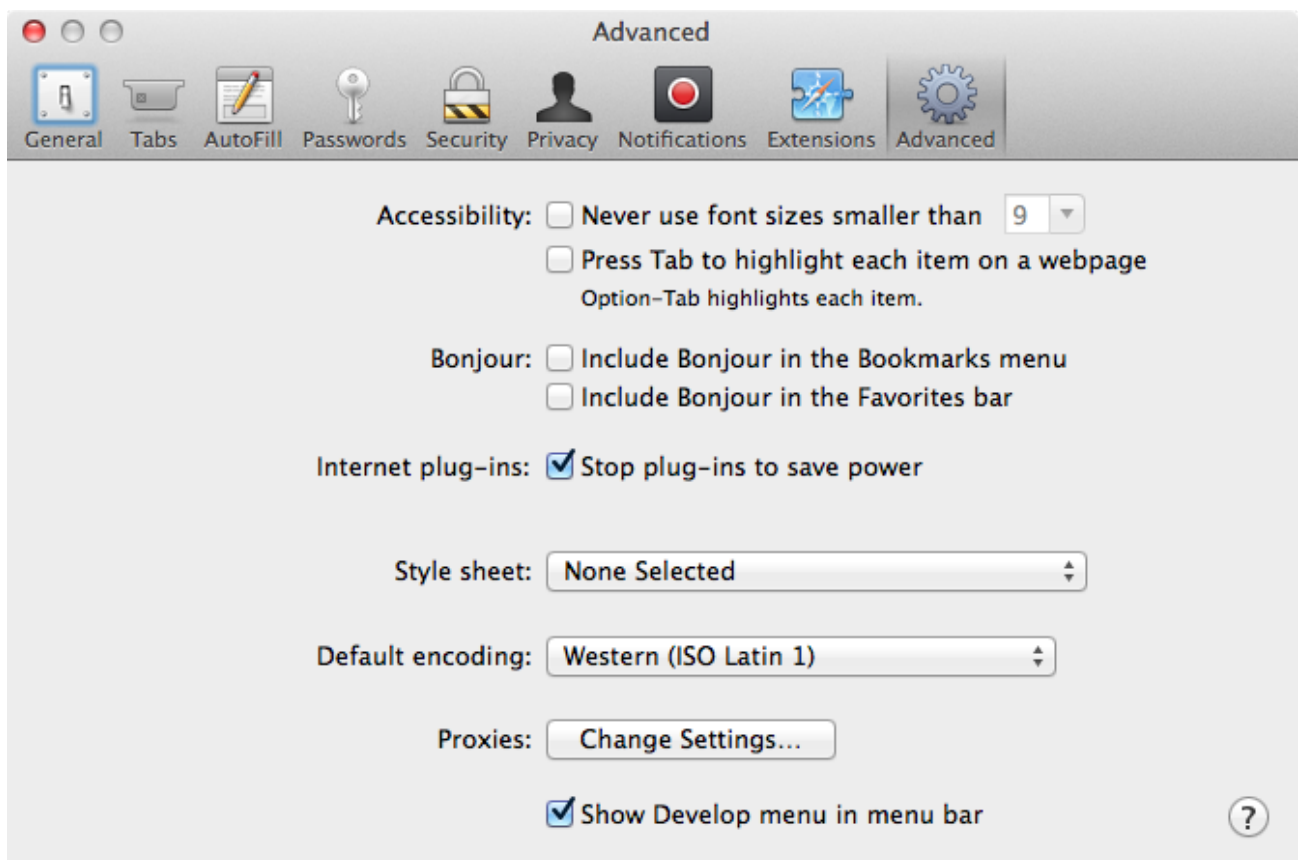 Advanced
General Tabs AutoFill Passwords Security Privacy Notifications Extensions Advanced
Accessibility: Never use font sizes smaller than 9
Press Tab to highlight each item on a webpage
Option-Tab highlights each item.
Bonjour: Include Bonjour in the Bookmarks menu
Include Bonjour in the Favorites bar
Internet plug-ins: Stop plug-ins to save power
Style sheet: None Selected
Default encoding: Western (ISO Latin 1)
Proxies: Change Settings...
Show Develop menu in menu bar ?